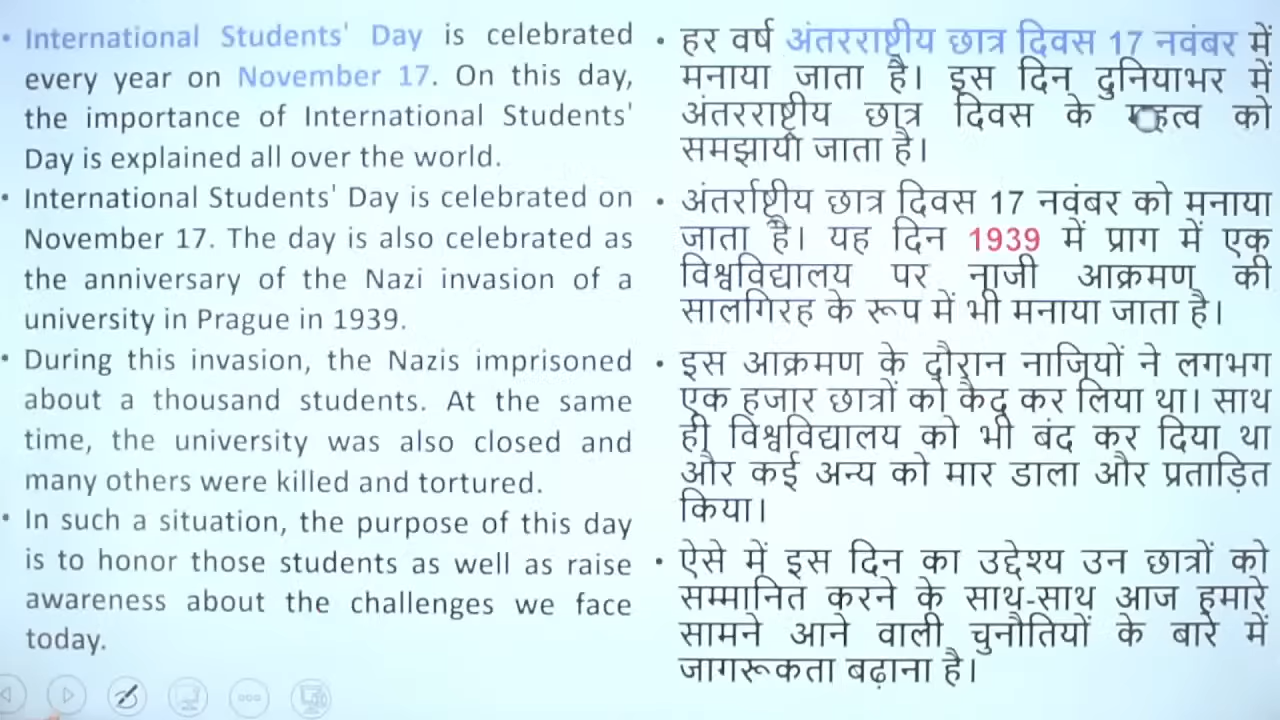 • International Students' Day is celebrated
every year on November 17. On this day,
the importance of International Students'
Day is explained all over the world.
• International Students' Day is celebrated on
November 17. The day is also celebrated as
the anniversary of the Nazi invasion of a
university in Prague in 1939.
• During this invasion, the Nazis imprisoned
about a thousand students. At the same
time, the university was also closed and
many others were killed and tortured.
• In such a situation, the purpose of this day
is to honor those students as well as raise
awareness about the challenges we face
today.
• हर वर्ष अंतरराष्ट्रीय छात्र दिवस 17 नवंबर में
मनाया जाता है। इस दिन दुनियाभर में
अंतरराष्ट्रीय छात्र दिवस के महत्व को
समझाया जाता है।
• अंतर्राष्ट्रीय छात्र दिवस 17 नवंबर को मनाया
जाता है। यह दिन 1939 में प्राग में एक
विश्वविद्यालय पर नाजी आक्रमण की
सालगिरह के रूप में भी मनाया जाता है।
• इस आक्रमण के दौरान नाजियों ने लगभग
एक हजार छात्रों को कैद कर लिया था। साथ
ही विश्वविद्यालय को भी बंद कर दिया था
और कई अन्य को मार डाला और प्रताड़ित
किया।
• ऐसे में इस दिन का उद्देश्य उन छात्रों को
सम्मानित करने के साथ-साथ आज हमारे
सामने आने वाली चुनौतियों के बारे में
जागरूकता बढ़ाना है।